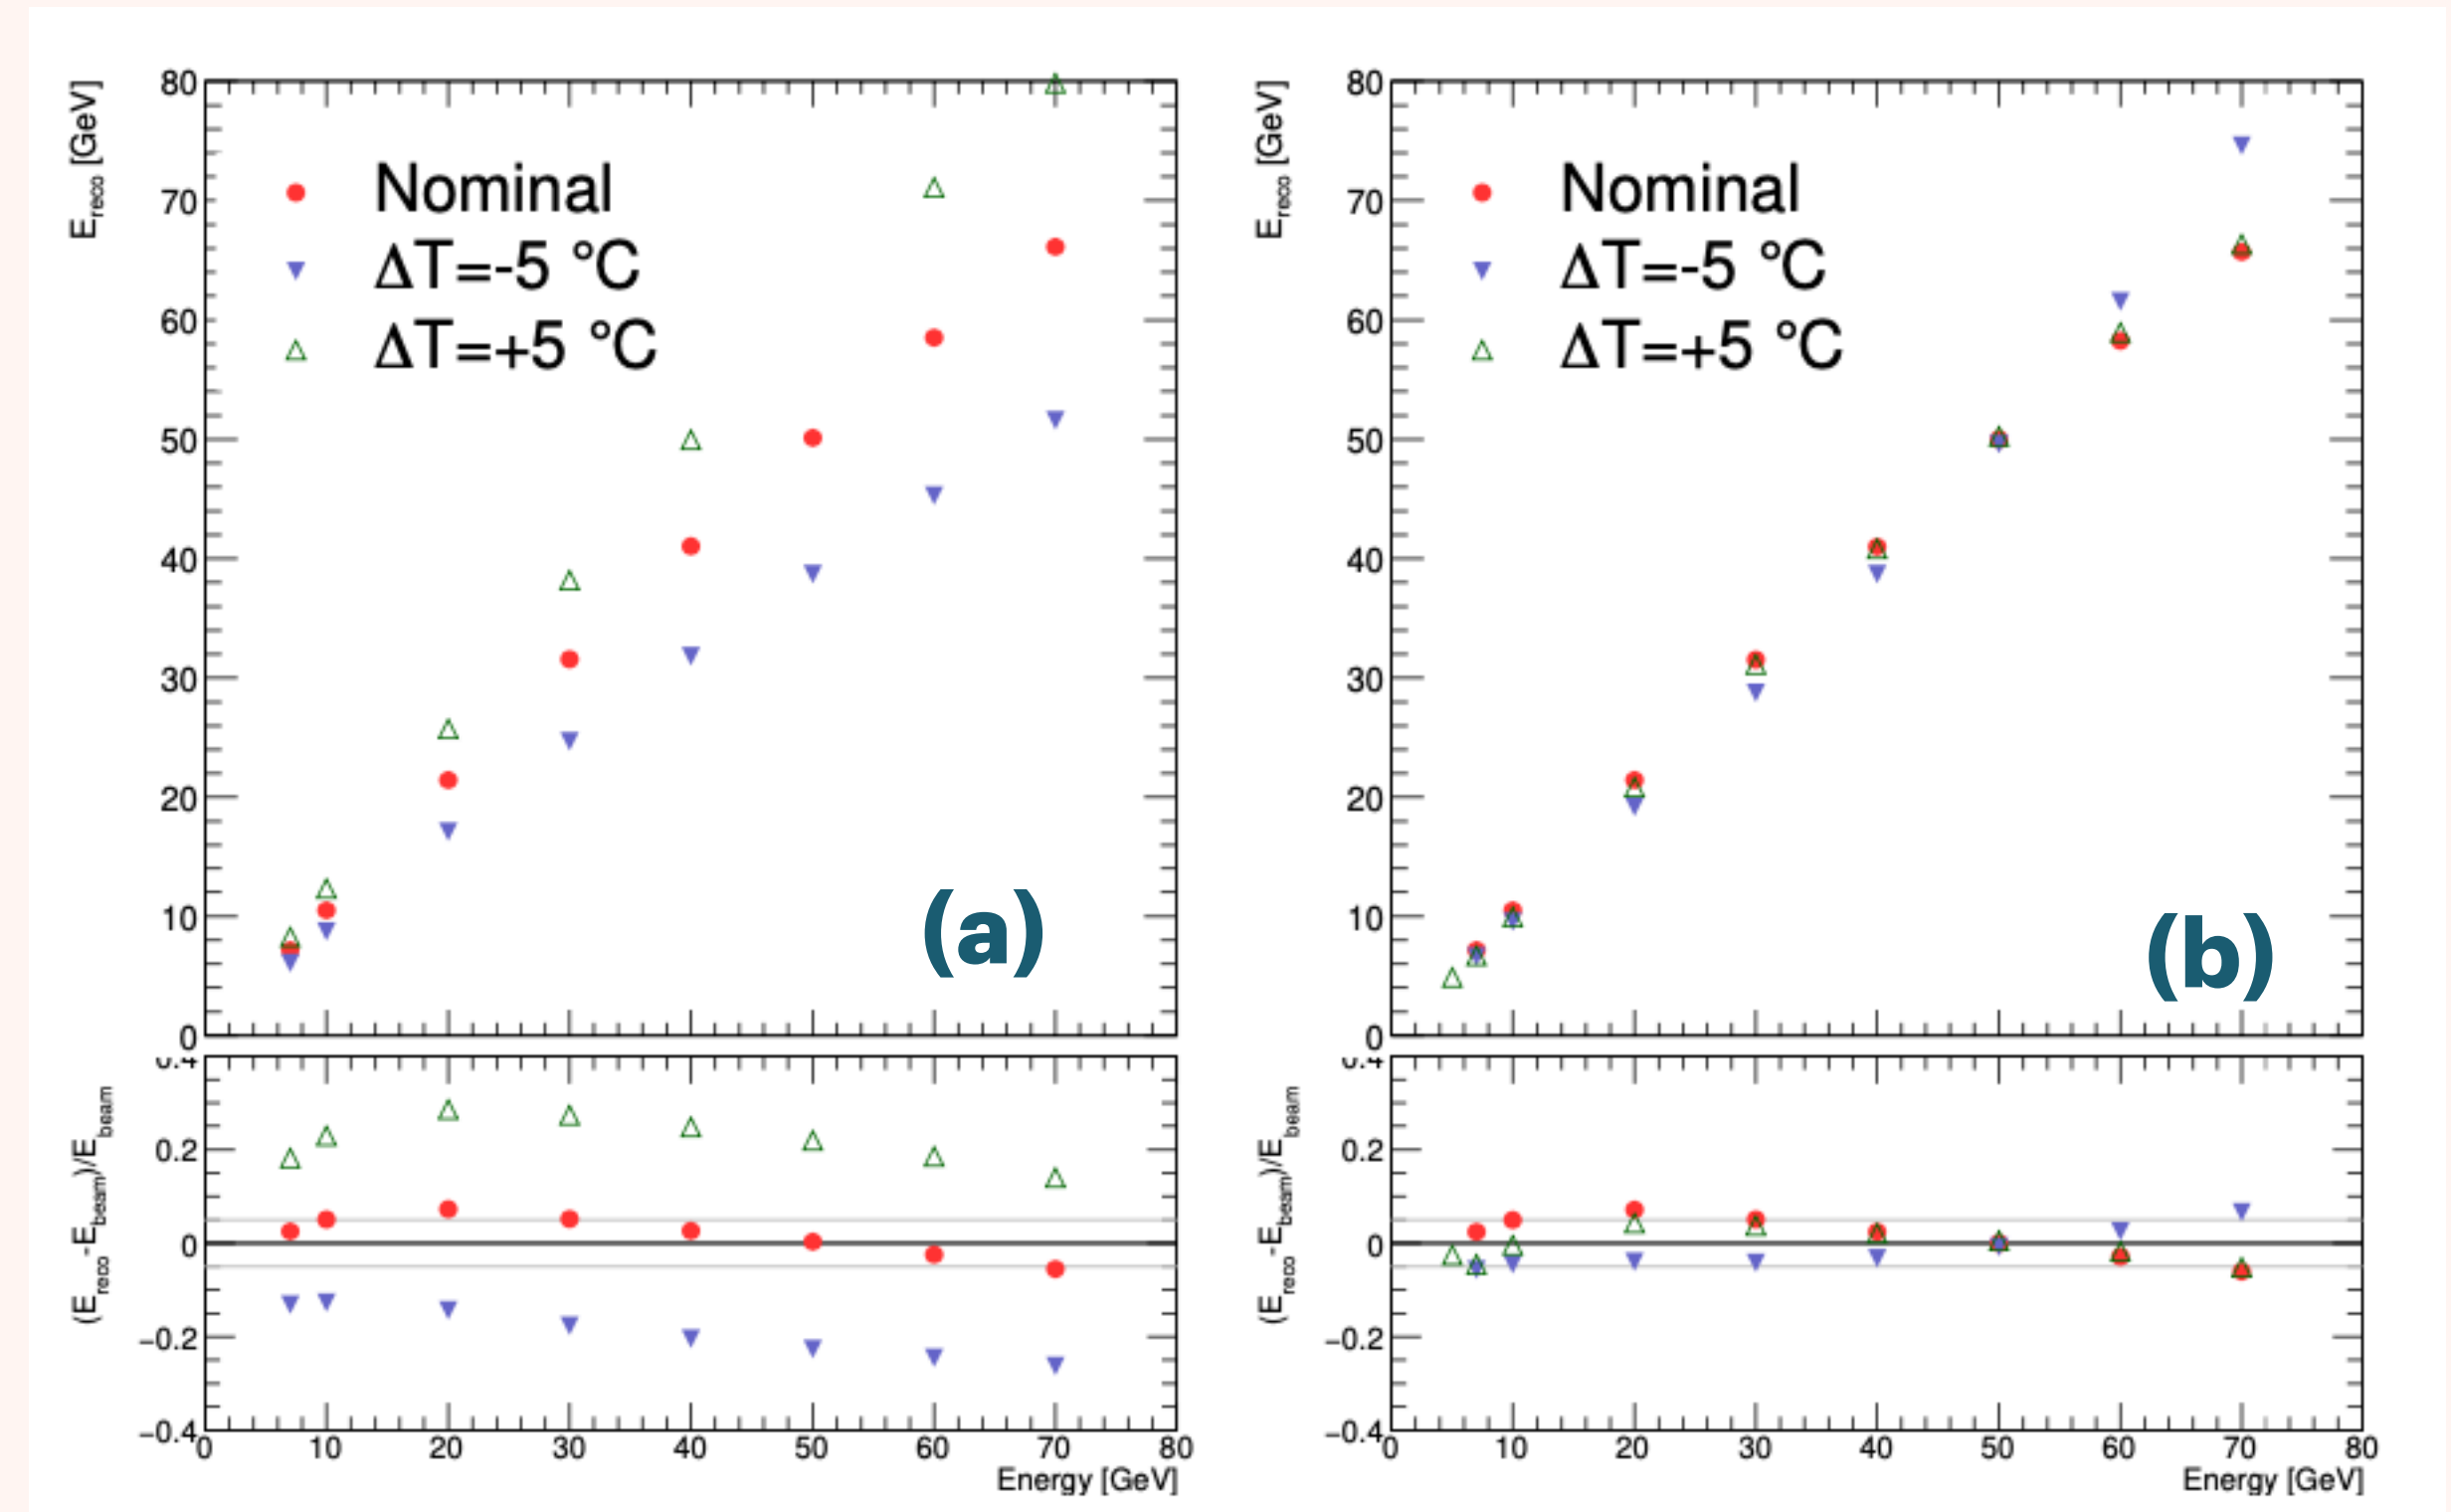 E_reco [GeV]
80
70
60
50
40
30
20
10
0
Nominal
ΔT=-5 °C
ΔT=+5 °C
(a)
(E_reco-E_beam)/E_beam
0.2
0
−0.2
−0.4
0 10 20 30 40 50 60 70 80
Energy [GeV]
E_reco [GeV]
80
70
60
50
40
30
20
10
0
Nominal
ΔT=-5 °C
ΔT=+5 °C
(b)
(E_reco-E_beam)/E_beam
0.2
0
−0.2
−0.4
0 10 20 30 40 50 60 70 80
Energy [GeV]